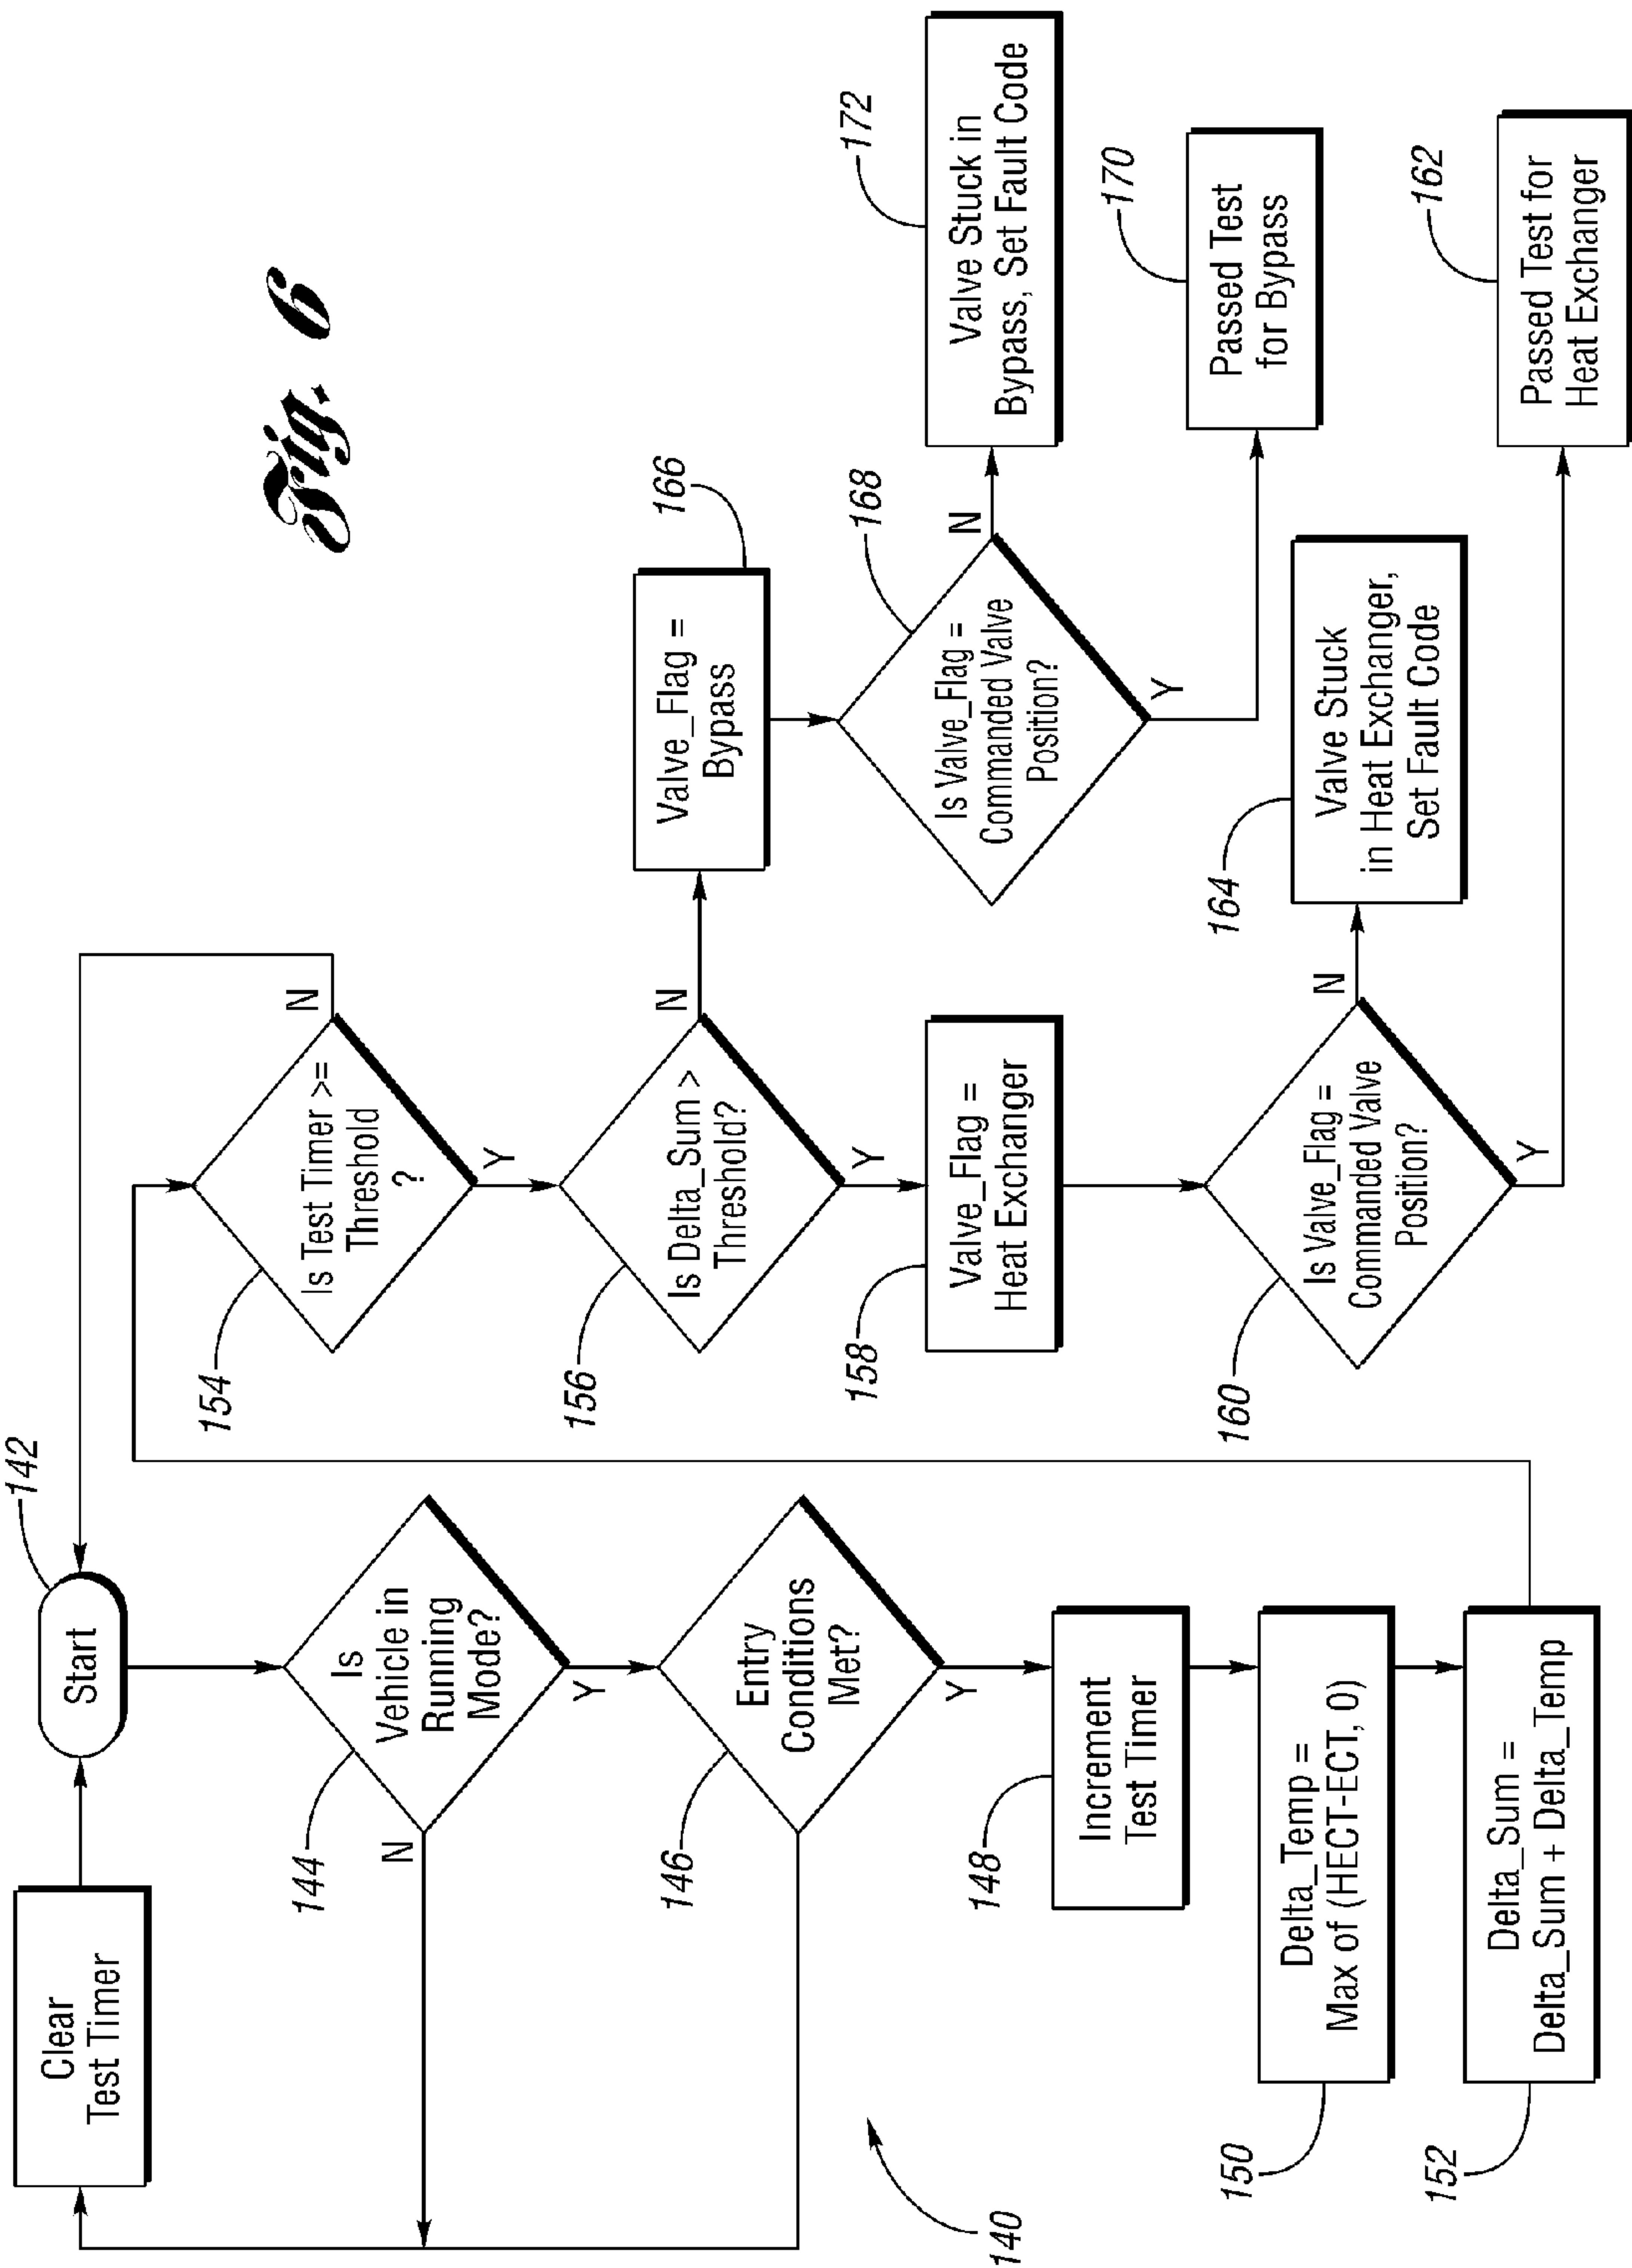 Clear
Test Timer
Start
142
Is
Vehicle in
Running
Mode?
144
N
Y
Entry
Conditions
Met?
146
Y
Increment
Test Timer
148
Delta_Temp =
Max of (HECT-ECT, 0)
150
Delta_Sum =
Delta_Sum + Delta_Temp
152
140
Is Test Timer >=
Threshold
?
154
N
Y
Is Delta_Sum >
Threshold?
156
N
Y
Valve_Flag =
Heat Exchanger
158
Is Valve_Flag =
Commanded Valve
Position?
160
N
Y
Valve Stuck
in Heat Exchanger,
Set Fault Code
164
Passed Test for
Heat Exchanger
162
Valve_Flag =
Bypass
166
Is Valve_Flag =
Commanded Valve
Position?
168
N
Y
Valve Stuck in
Bypass, Set Fault Code
172
Passed Test
for Bypass
170
Fig. 6